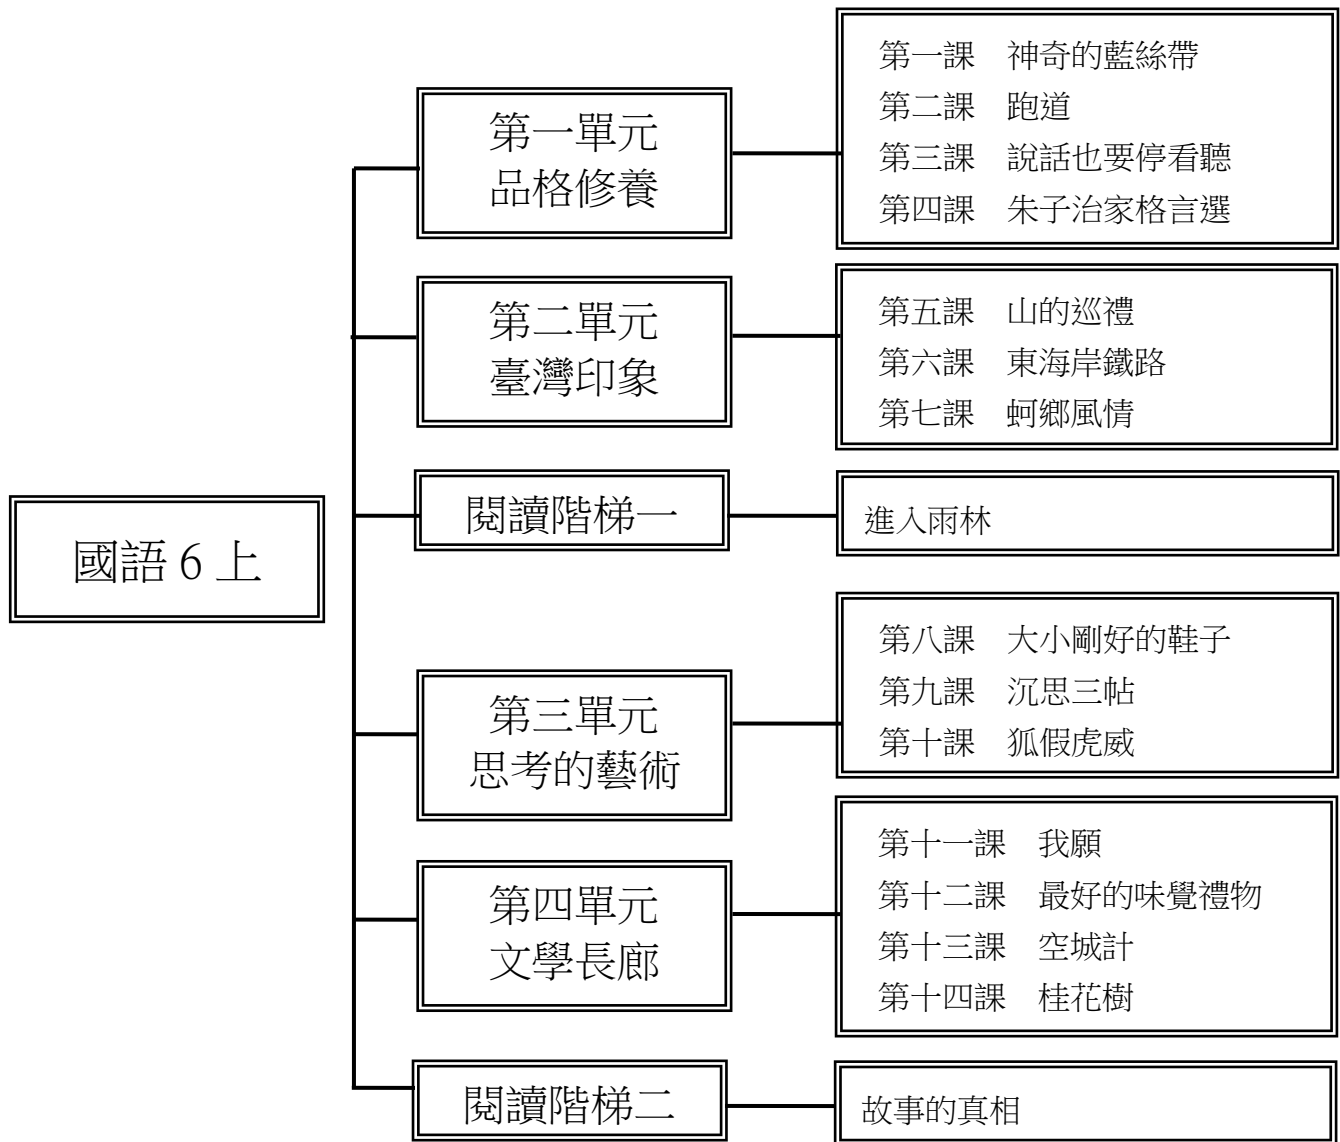 國語 6 上
第一單元
品格修養
第一課　神奇的藍絲帶
第二課　跑道
第三課　說話也要停看聽
第四課　朱子治家格言選
第二單元
臺灣印象
第五課　山的巡禮
第六課　東海岸鐵路
第七課　蚵鄉風情
閱讀階梯一
進入雨林
第三單元
思考的藝術
第八課　大小剛好的鞋子
第九課　沉思三帖
第十課　狐假虎威
第四單元
文學長廊
第十一課　我願
第十二課　最好的味覺禮物
第十三課　空城計
第十四課　桂花樹
閱讀階梯二
故事的真相